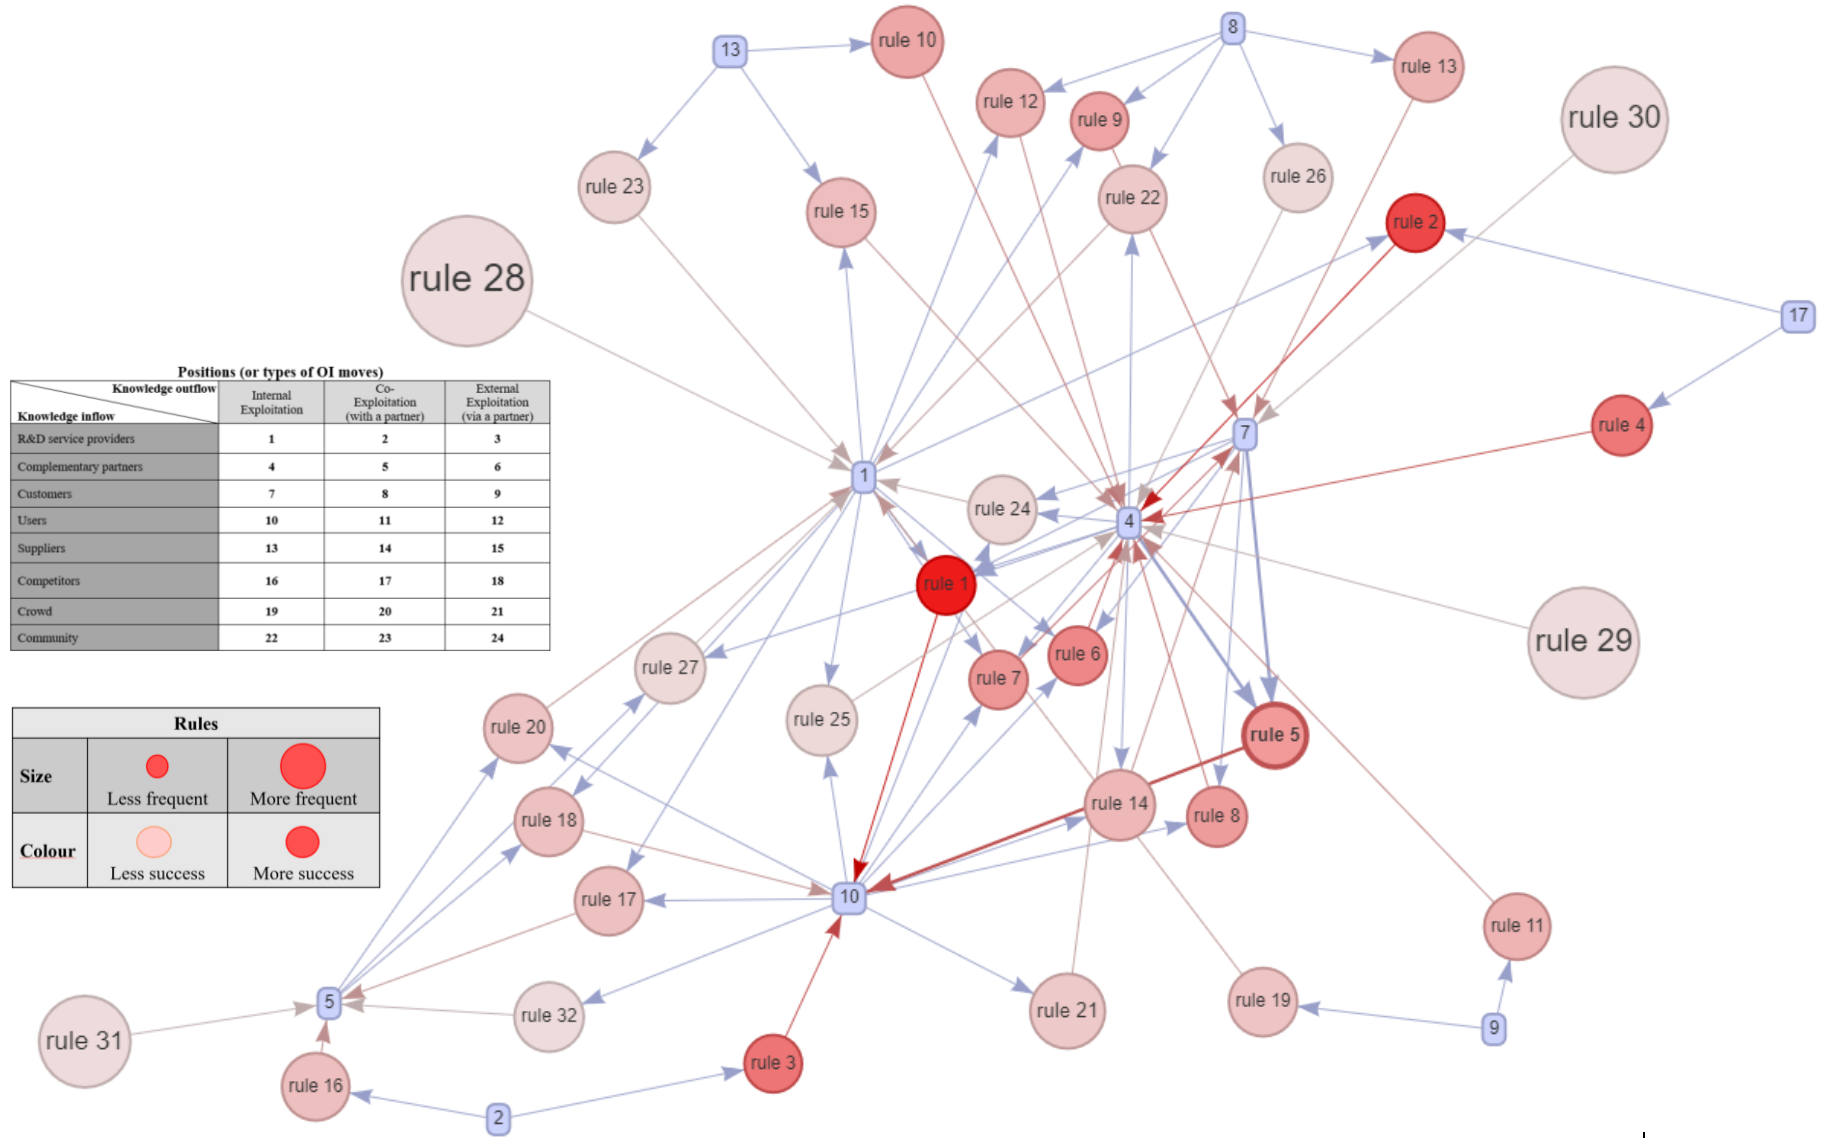 13
rule 10
8
rule 13
rule 12
rule 9
rule 30
rule 23
rule 15
rule 22
rule 26
rule 2
rule 28
17
rule 4
7
1
rule 24
4
rule 1
rule 29
rule 27
rule 7
rule 6
rule 25
rule 20
rule 5
rule 18
rule 14
rule 8
rule 17
10
rule 11
5
rule 32
rule 21
rule 19
9
rule 31
rule 3
rule 16
2
Positions (or types of OI moves)
Knowledge outflow
Knowledge inflow
Internal
Exploitation
Co-
Exploitation
(with a partner)
External
Exploitation
(via a partner)
R&D service providers 1 2 3
Complementary partners 4 5 6
Customers 7 8 9
Users 10 11 12
Suppliers 13 14 15
Competitors 16 17 18
Crowd 19 20 21
Community 22 23 24
Rules
Size
Less frequent More frequent
Colour
Less success More success